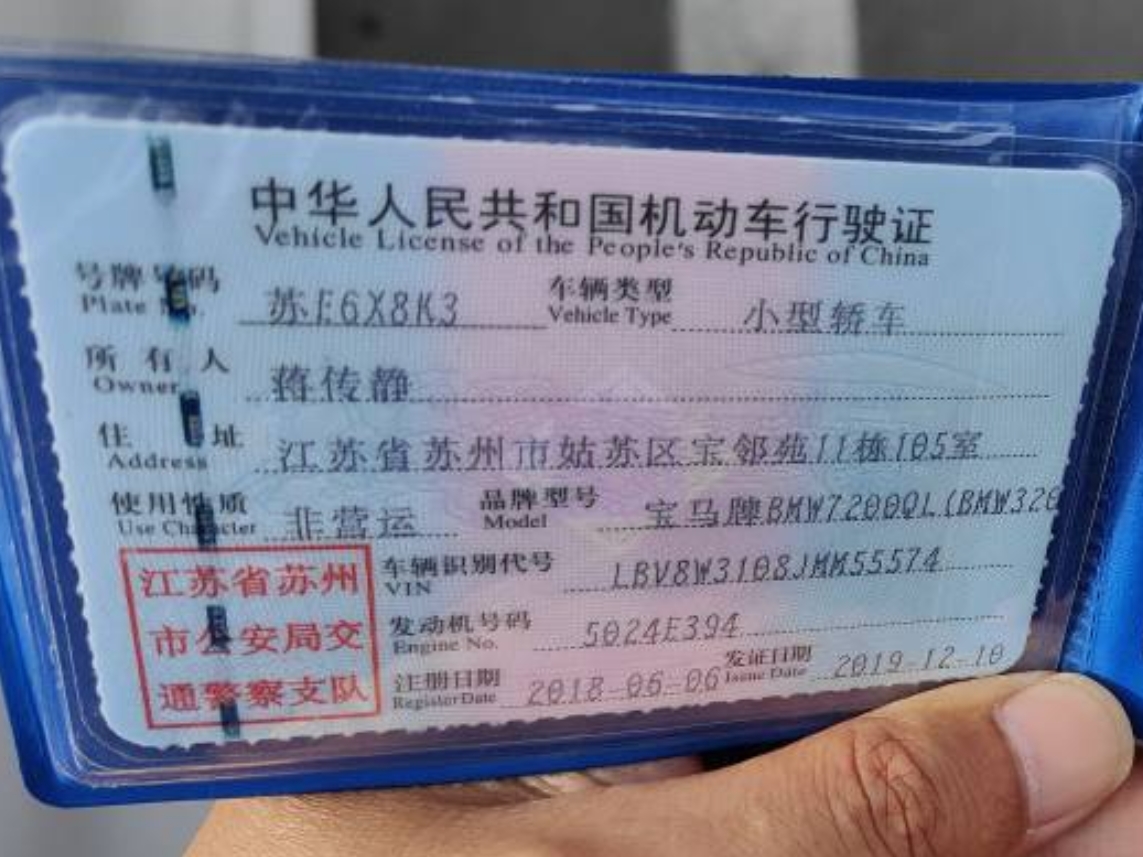 中华人民共和国机动车行驶证
Vehicle License of the People's Republic of China
号牌号码 苏E6X8K3 车辆类型 小型轿车
Plate No. Vehicle Type
所有人 蒋传静
Owner
住址 江苏省苏州市姑苏区宝邻苑11栋105室
Address
使用性质 非营运 品牌型号 宝马牌BMW7200QL(BMW320
Use Character Model
车辆识别代号 LBV8W3108JMM55574
VIN
发动机号码 5024E394
Engine No.
注册日期 2018-06-06 发证日期 2019-12-10
Register Date Issue Date
江苏省苏州
市公安局交
通警察支队